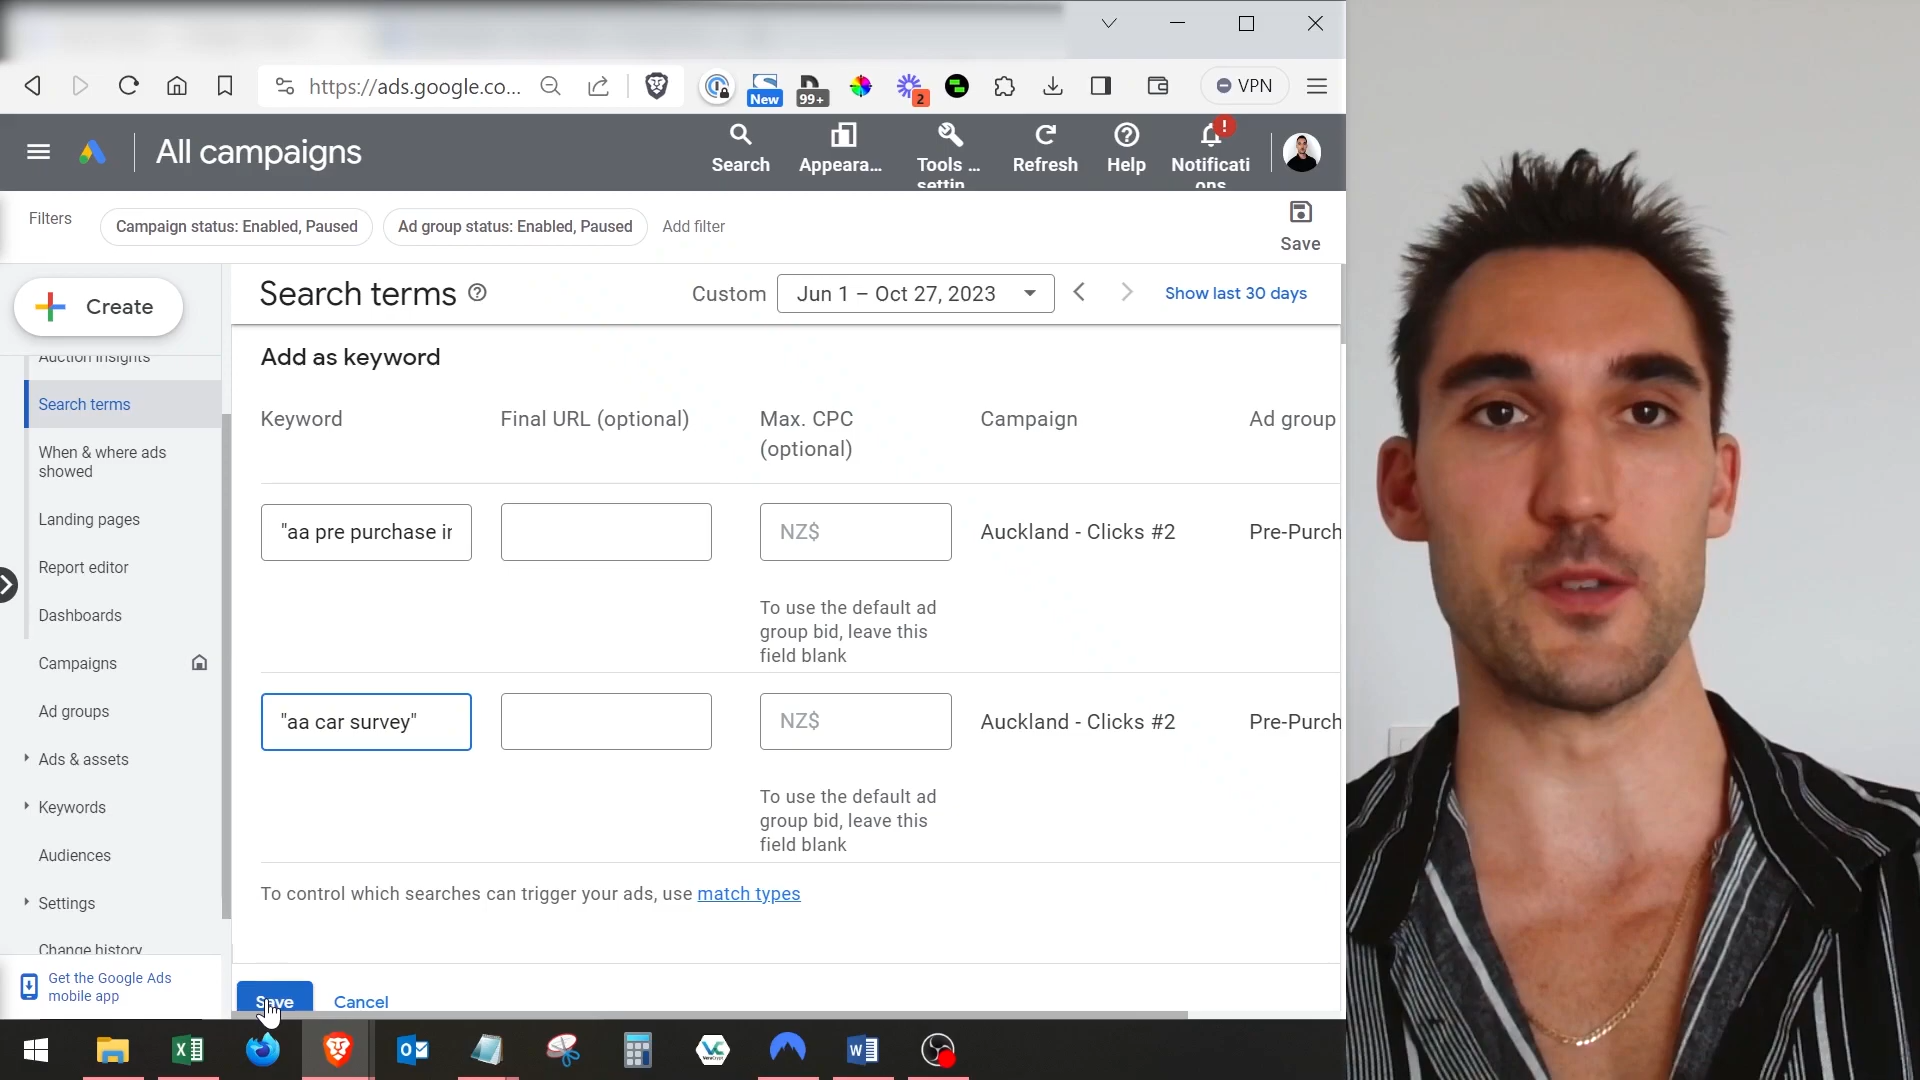 https://ads.google.co...
New
99+
2
VPN
All campaigns
Search
Appeara...
Tools ...
settin
Refresh
Help
!
Notificati
ons
Filters
Campaign status: Enabled, Paused
Ad group status: Enabled, Paused
Add filter
Save
Create
Search terms
Custom
Jun 1 – Oct 27, 2023
Show last 30 days
Auction insights
Search terms
When & where ads
showed
Landing pages
Report editor
Dashboards
Campaigns
Ad groups
Ads & assets
Keywords
Audiences
Settings
Change history
Get the Google Ads
mobile app
Add as keyword
Keyword
Final URL (optional)
Max. CPC
(optional)
Campaign
Ad group
"aa pre purchase ir
NZ$
Auckland - Clicks #2
Pre-Purch
To use the default ad
group bid, leave this
field blank
"aa car survey"
NZ$
Auckland - Clicks #2
Pre-Purch
To use the default ad
group bid, leave this
field blank
To control which searches can trigger your ads, use match types
Save
Cancel